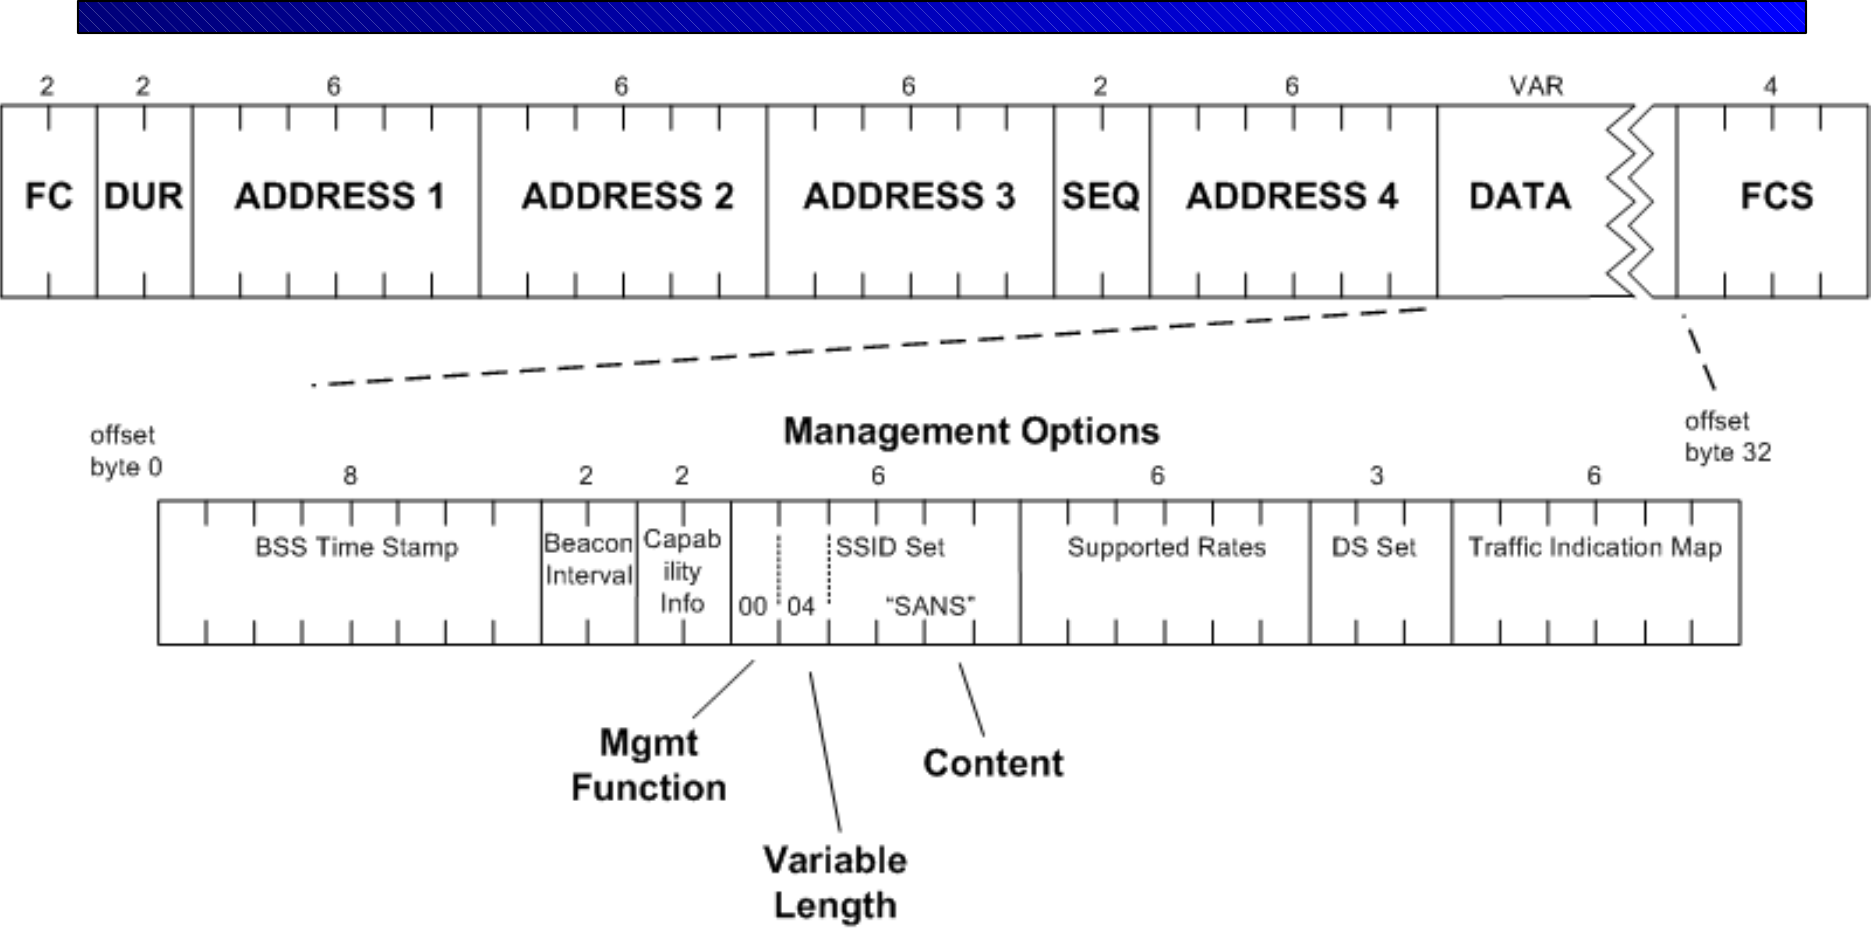 2 2 6 6 6 2 6 VAR 4
FC DUR ADDRESS 1 ADDRESS 2 ADDRESS 3 SEQ ADDRESS 4 DATA FCS
Management Options
offset
byte 0
offset
byte 32
8 2 2 6 6 3 6
BSS Time Stamp
Beacon
Interval
Capab
ility
Info
SSID Set
00 04 “SANS”
Supported Rates
DS Set
Traffic Indication Map
Mgmt
Function
Variable
Length
Content